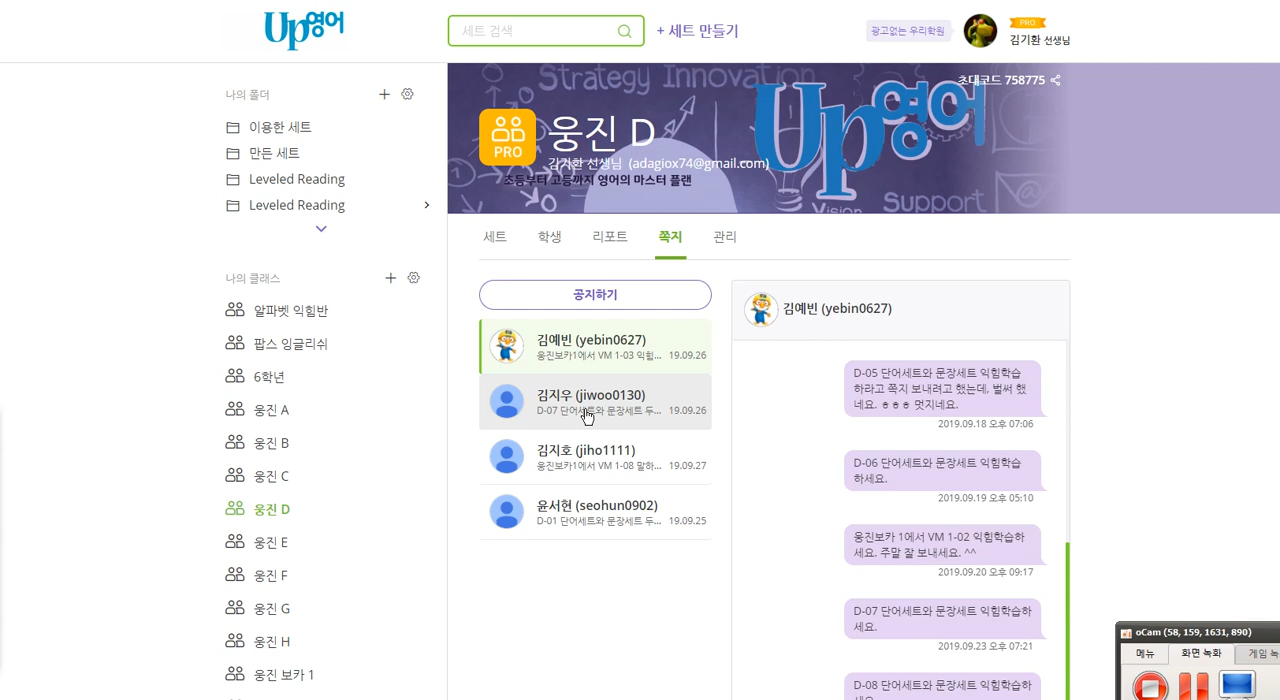 Up영어
세트 검색
+ 세트 만들기
광고없는 우리학원
PRO
김기환 선생님
나의 폴더
이용한 세트
만든 세트
Leveled Reading
Leveled Reading
나의 클래스
알파벳 익힘반
팝스 잉글리쉬
6학년
웅진 A
웅진 B
웅진 C
웅진 D
웅진 E
웅진 F
웅진 G
웅진 H
웅진 보카 1
Strategy Innovation
초대코드 758775
PRO
웅진 D
김기환 선생님 (adagiox74@gmail.com)
초등부터 고등까지 영어의 마스터 플랜
Up영어
Vision
Support
세트
학생
리포트
쪽지
관리
공지하기
김예빈 (yebin0627)
웅진보카1에서 VM 1-03 익힘... 19.09.26
김지우 (jiwoo0130)
D-07 단어세트와 문장세트 두... 19.09.26
김지호 (jiho1111)
웅진보카1에서 VM 1-08 말하... 19.09.27
윤서현 (seohun0902)
D-01 단어세트와 문장세트 두... 19.09.25
김예빈 (yebin0627)
D-05 단어세트와 문장세트 익힘학습
하라고 쪽지 보내려고 했는데, 벌써 했
네요. ㅎㅎㅎ 멋지네요.
2019.09.18 오후 07:06
D-06 단어세트와 문장세트 익힘학습
하세요.
2019.09.19 오후 05:10
웅진보카 1에서 VM 1-02 익힘학습하
세요. 주말 잘 보내세요. ^^
2019.09.20 오후 09:17
D-07 단어세트와 문장세트 익힘학습하
세요.
2019.09.23 오후 07:21
D-08 단어세트와 문장세트 익힘학습하
oCam (58, 159, 1631, 890)
메뉴
화면 녹화
게임 녹